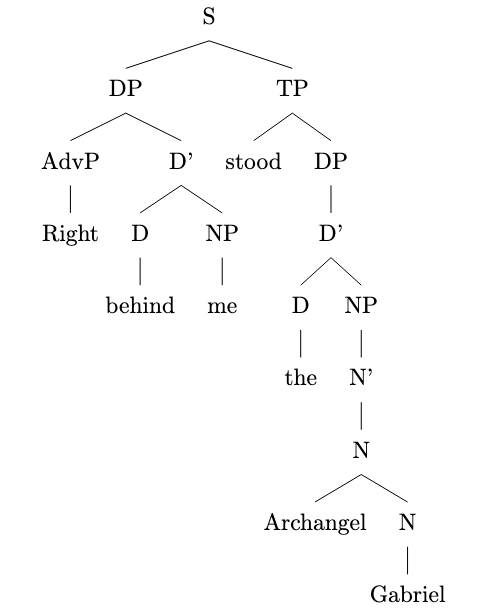 S
DP TP
AdvP D' stood DP
Right D NP D'
behind me D NP
the N'
N
Archangel N
Gabriel